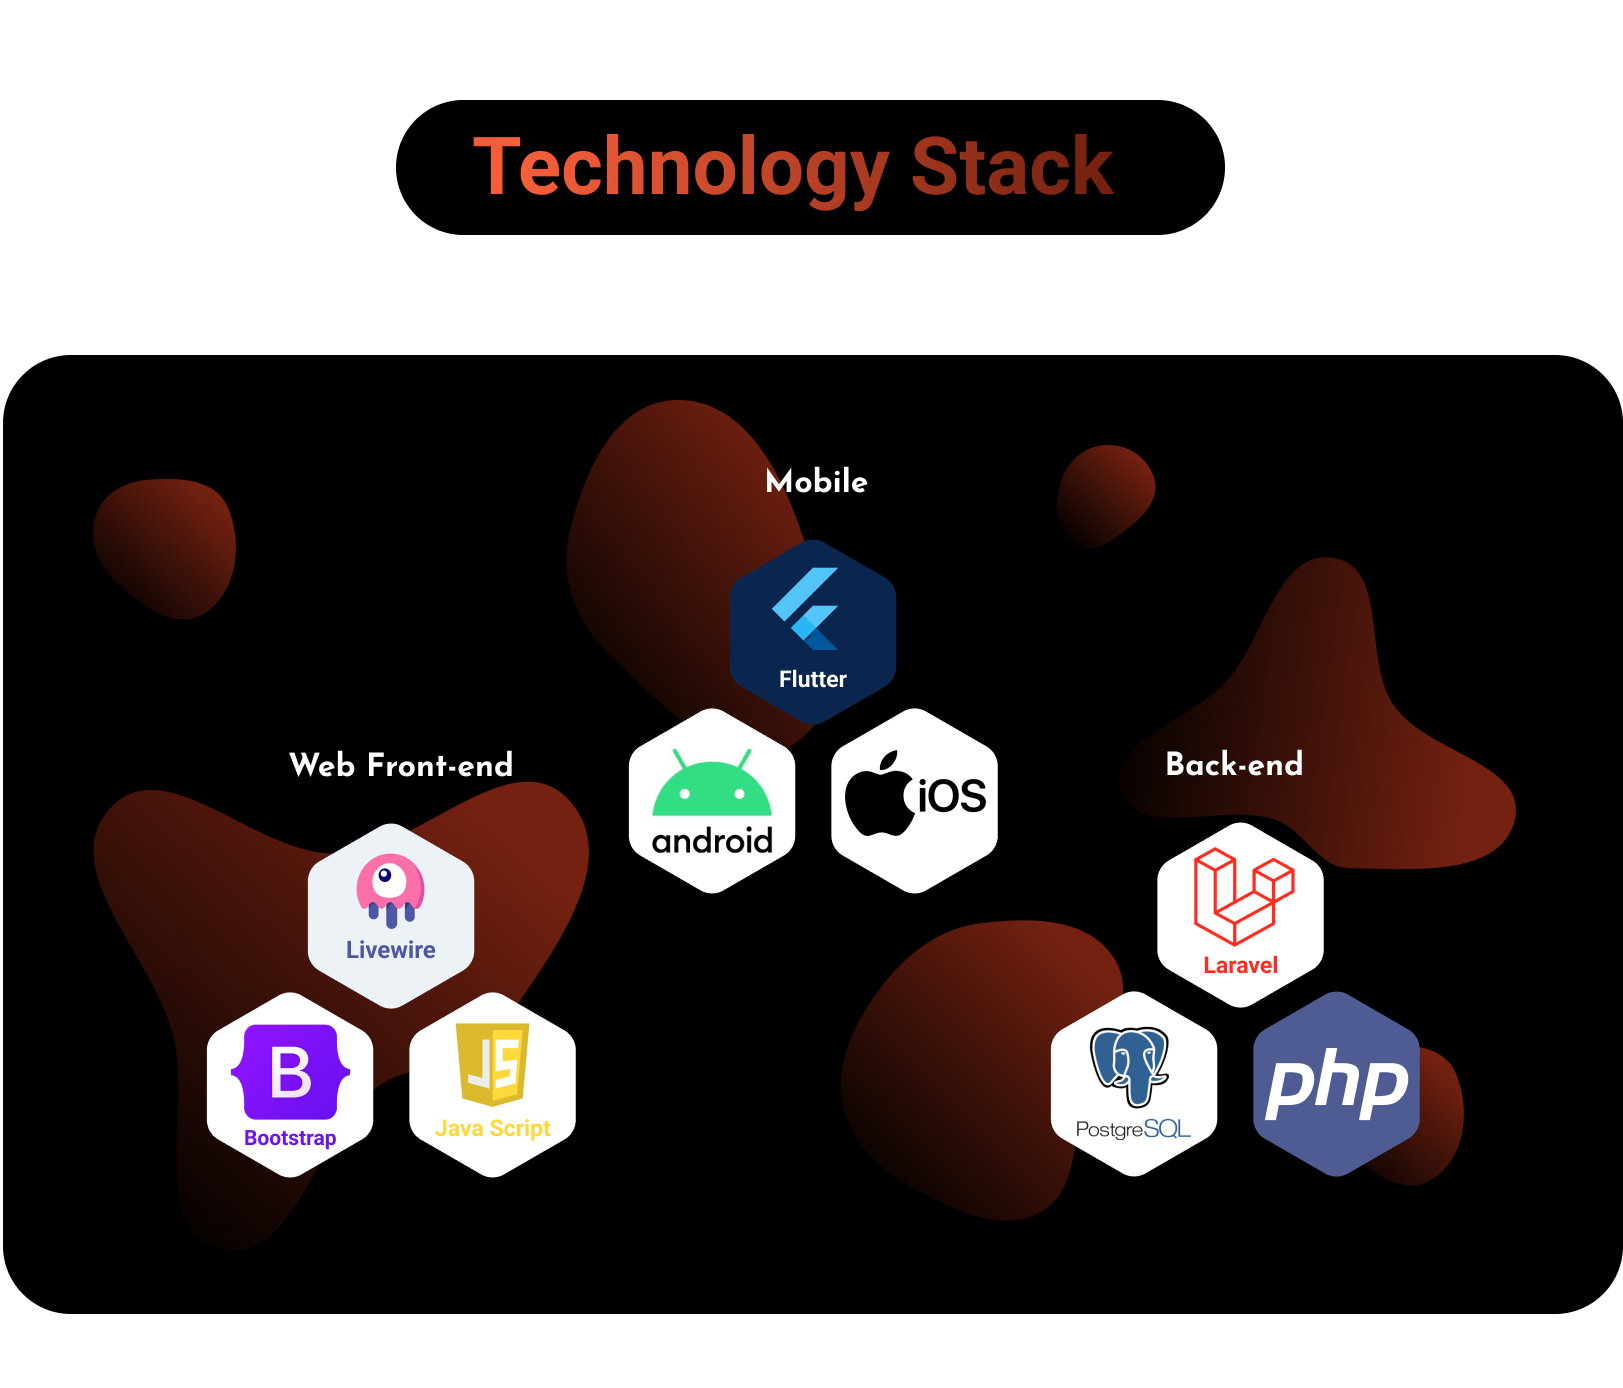 Technology Stack
Mobile
Flutter
android
iOS
Web Front-end
Livewire
B
Bootstrap
JS
Java Script
Back-end
Laravel
PostgreSQL
php